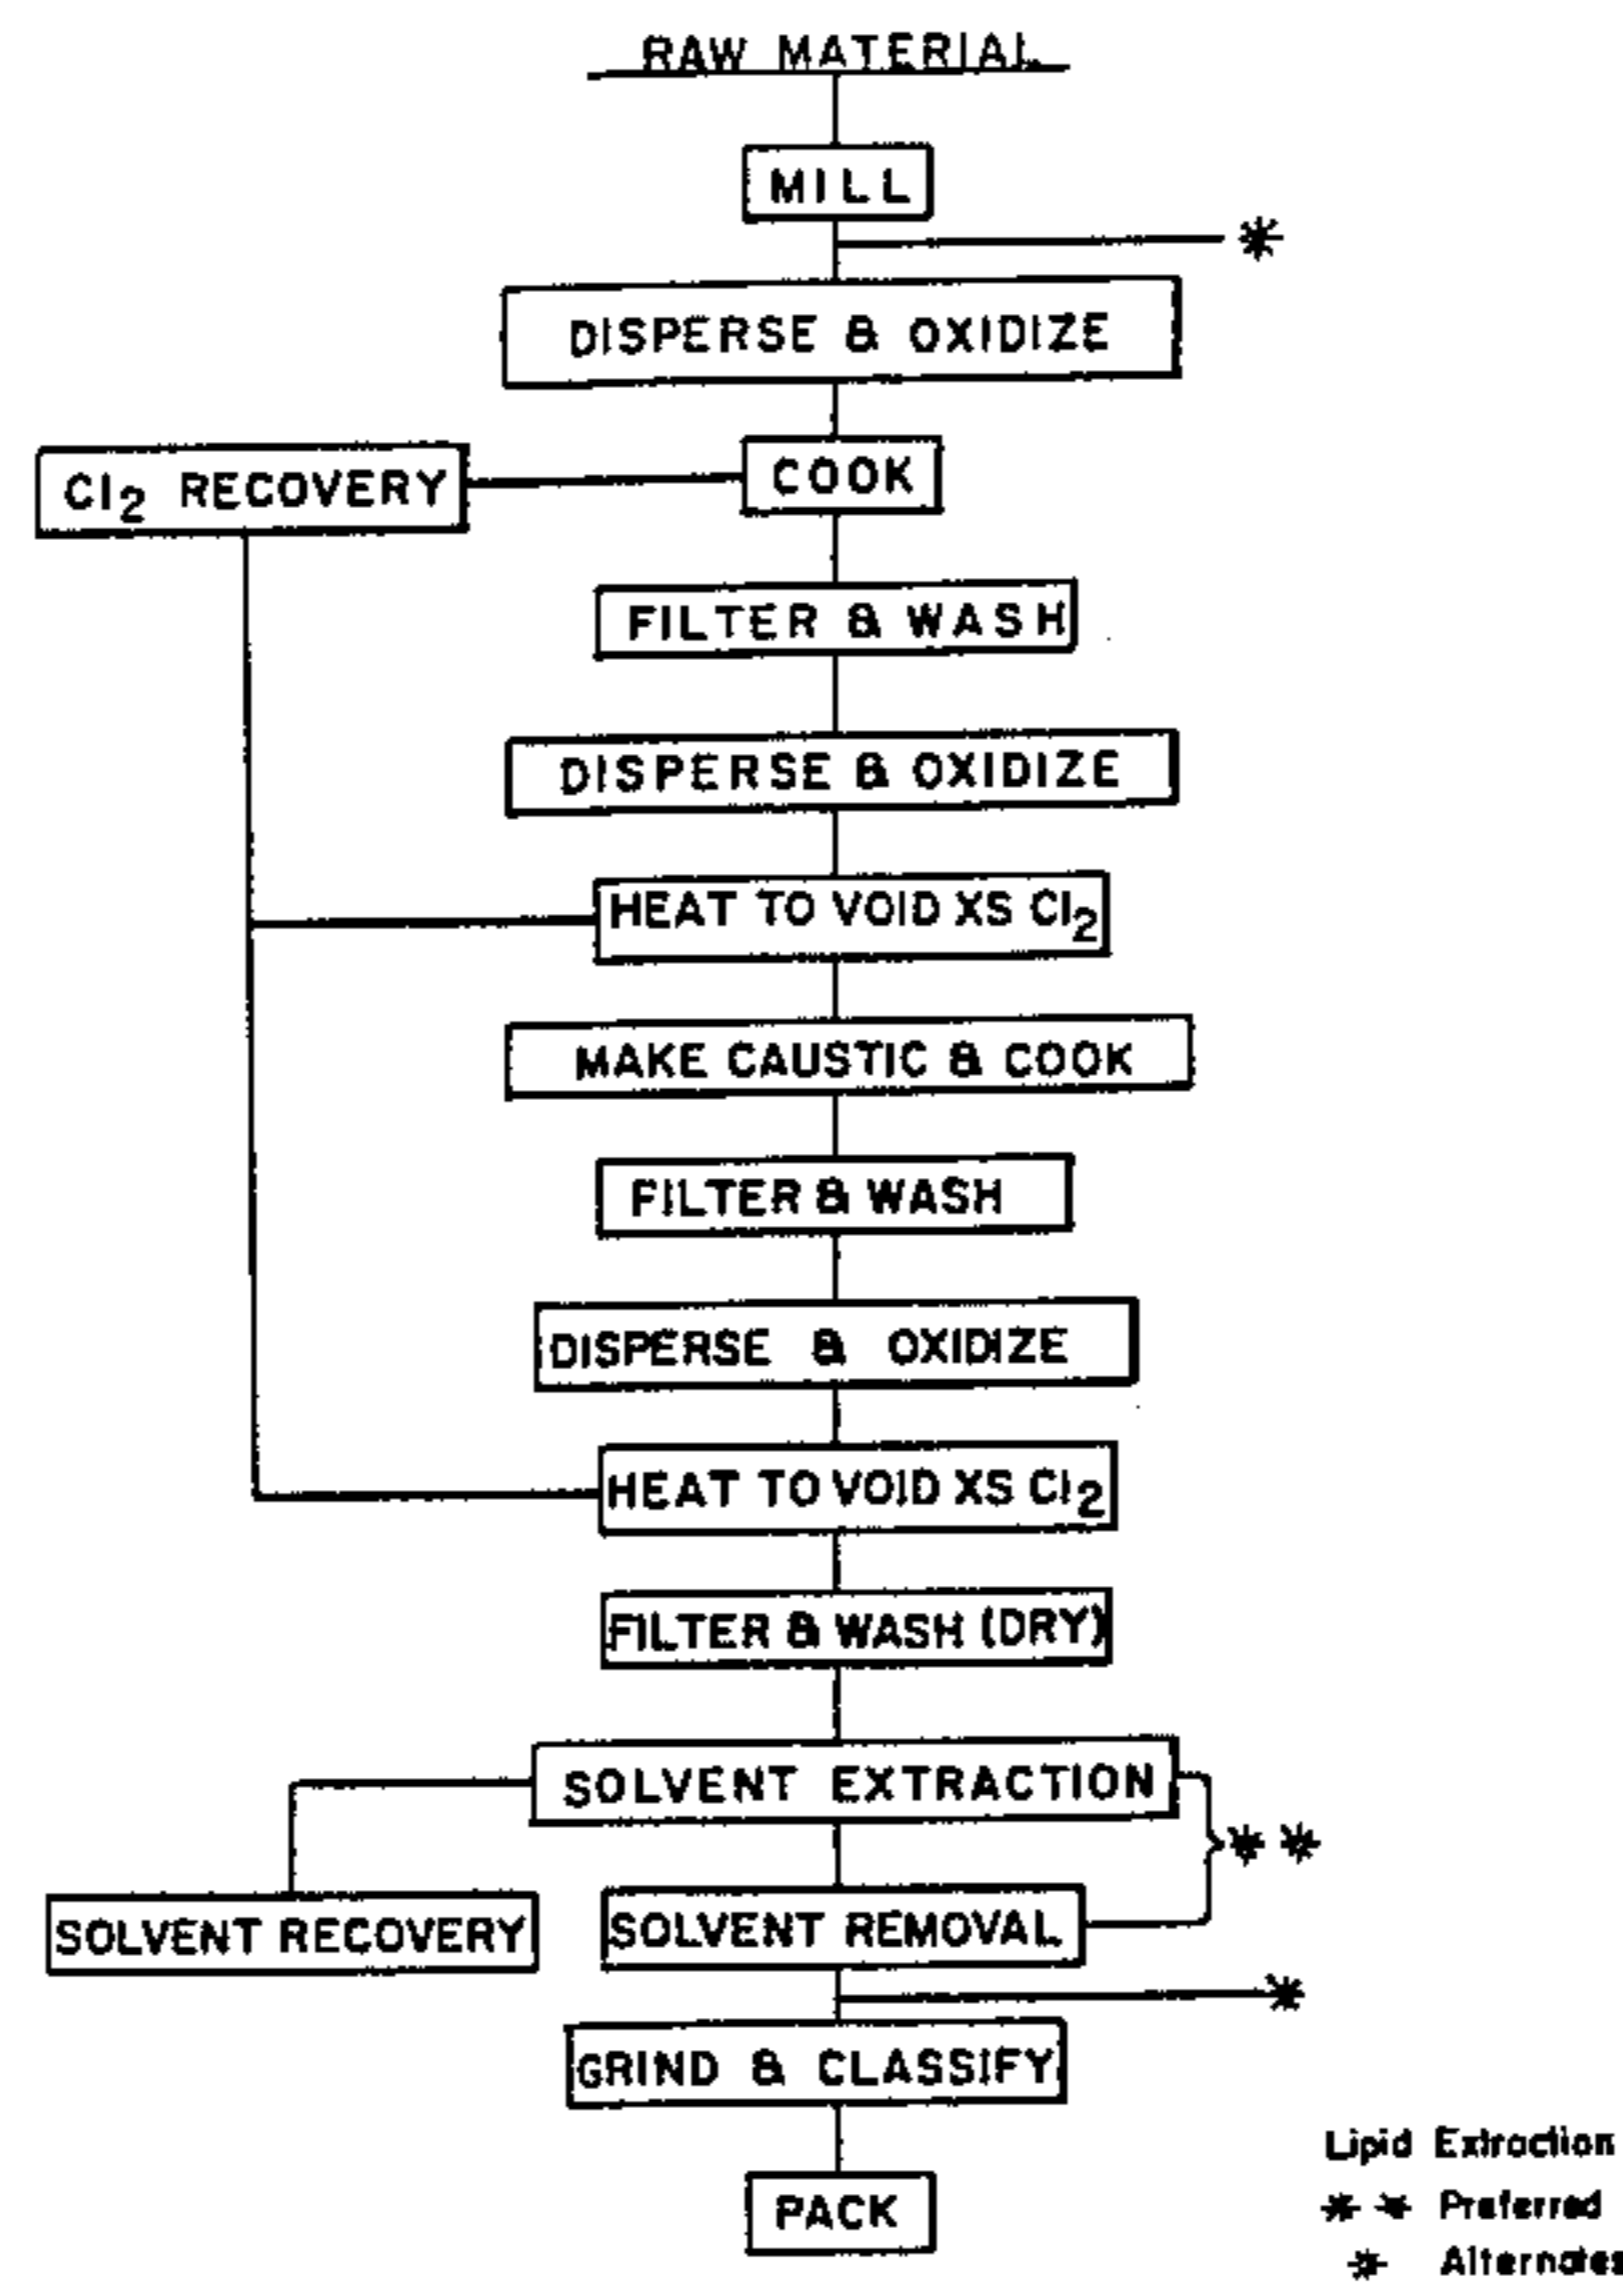 RAW MATERIAL
MILL
*
DISPERSE & OXIDIZE
Cl2 RECOVERY
COOK
FILTER & WASH
DISPERSE & OXIDIZE
HEAT TO VOID XS Cl2
MAKE CAUSTIC & COOK
FILTER & WASH
DISPERSE & OXIDIZE
HEAT TO VOID XS Cl2
FILTER & WASH (DRY)
SOLVENT EXTRACTION
* *
SOLVENT RECOVERY
SOLVENT REMOVAL
*
GRIND & CLASSIFY
PACK
Lipid Extraction
* * Preferred
* Alternates